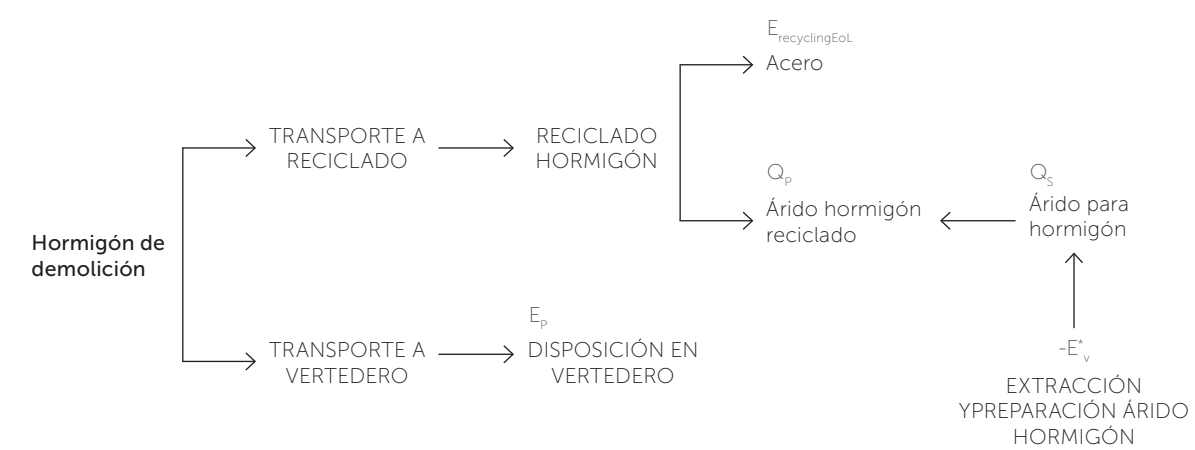 E_recyclingEoL
Acero
TRANSPORTE A
RECICLADO
RECICLADO
HORMIGÓN
Q_P
Árido hormigón
reciclado
Q_S
Árido para
hormigón
Hormigón de
demolición
TRANSPORTE A
VERTEDERO
E_P
DISPOSICIÓN EN
VERTEDERO
-E*_v
EXTRACCIÓN
YPREPARACIÓN ÁRIDO
HORMIGÓN